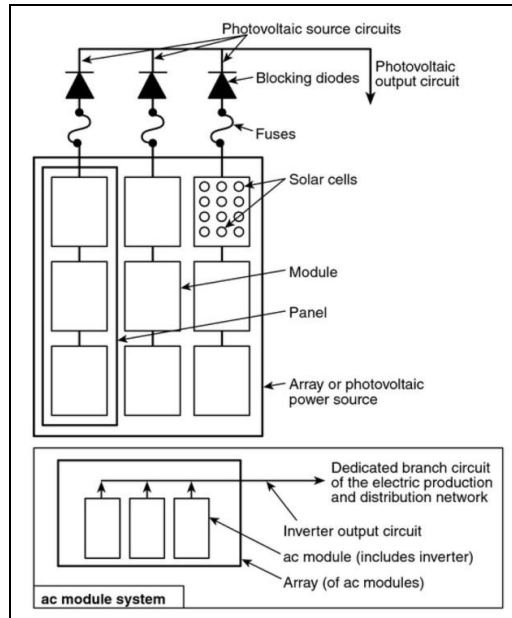 Photovoltaic source circuits
Photovoltaic
output circuit
Blocking diodes
Fuses
Solar cells
Module
Panel
Array or photovoltaic
power source
Dedicated branch circuit
of the electric production
and distribution network
Inverter output circuit
ac module (includes inverter)
Array (of ac modules)
ac module system